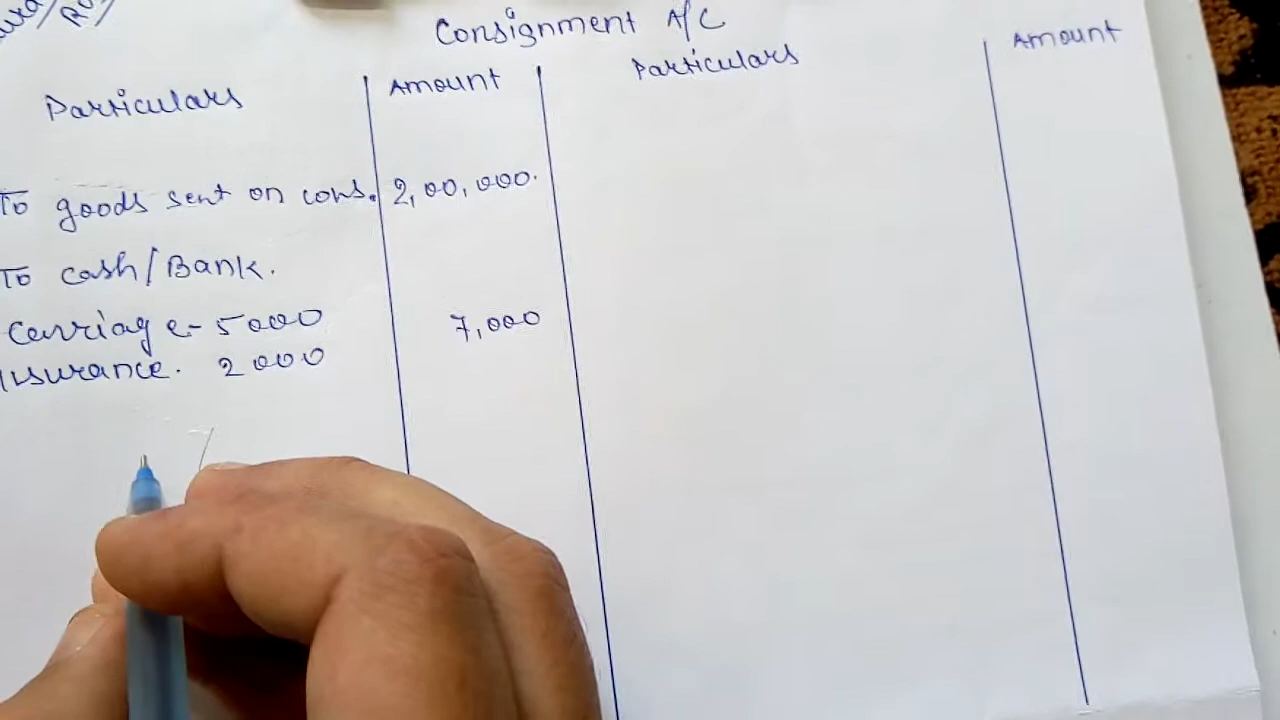 Consignment A/C
Particulars Amount Particulars Amount
To goods sent on cons. 2,00,000.
To cash/Bank.
Carriage - 5000 7,000
nsurance. 2000